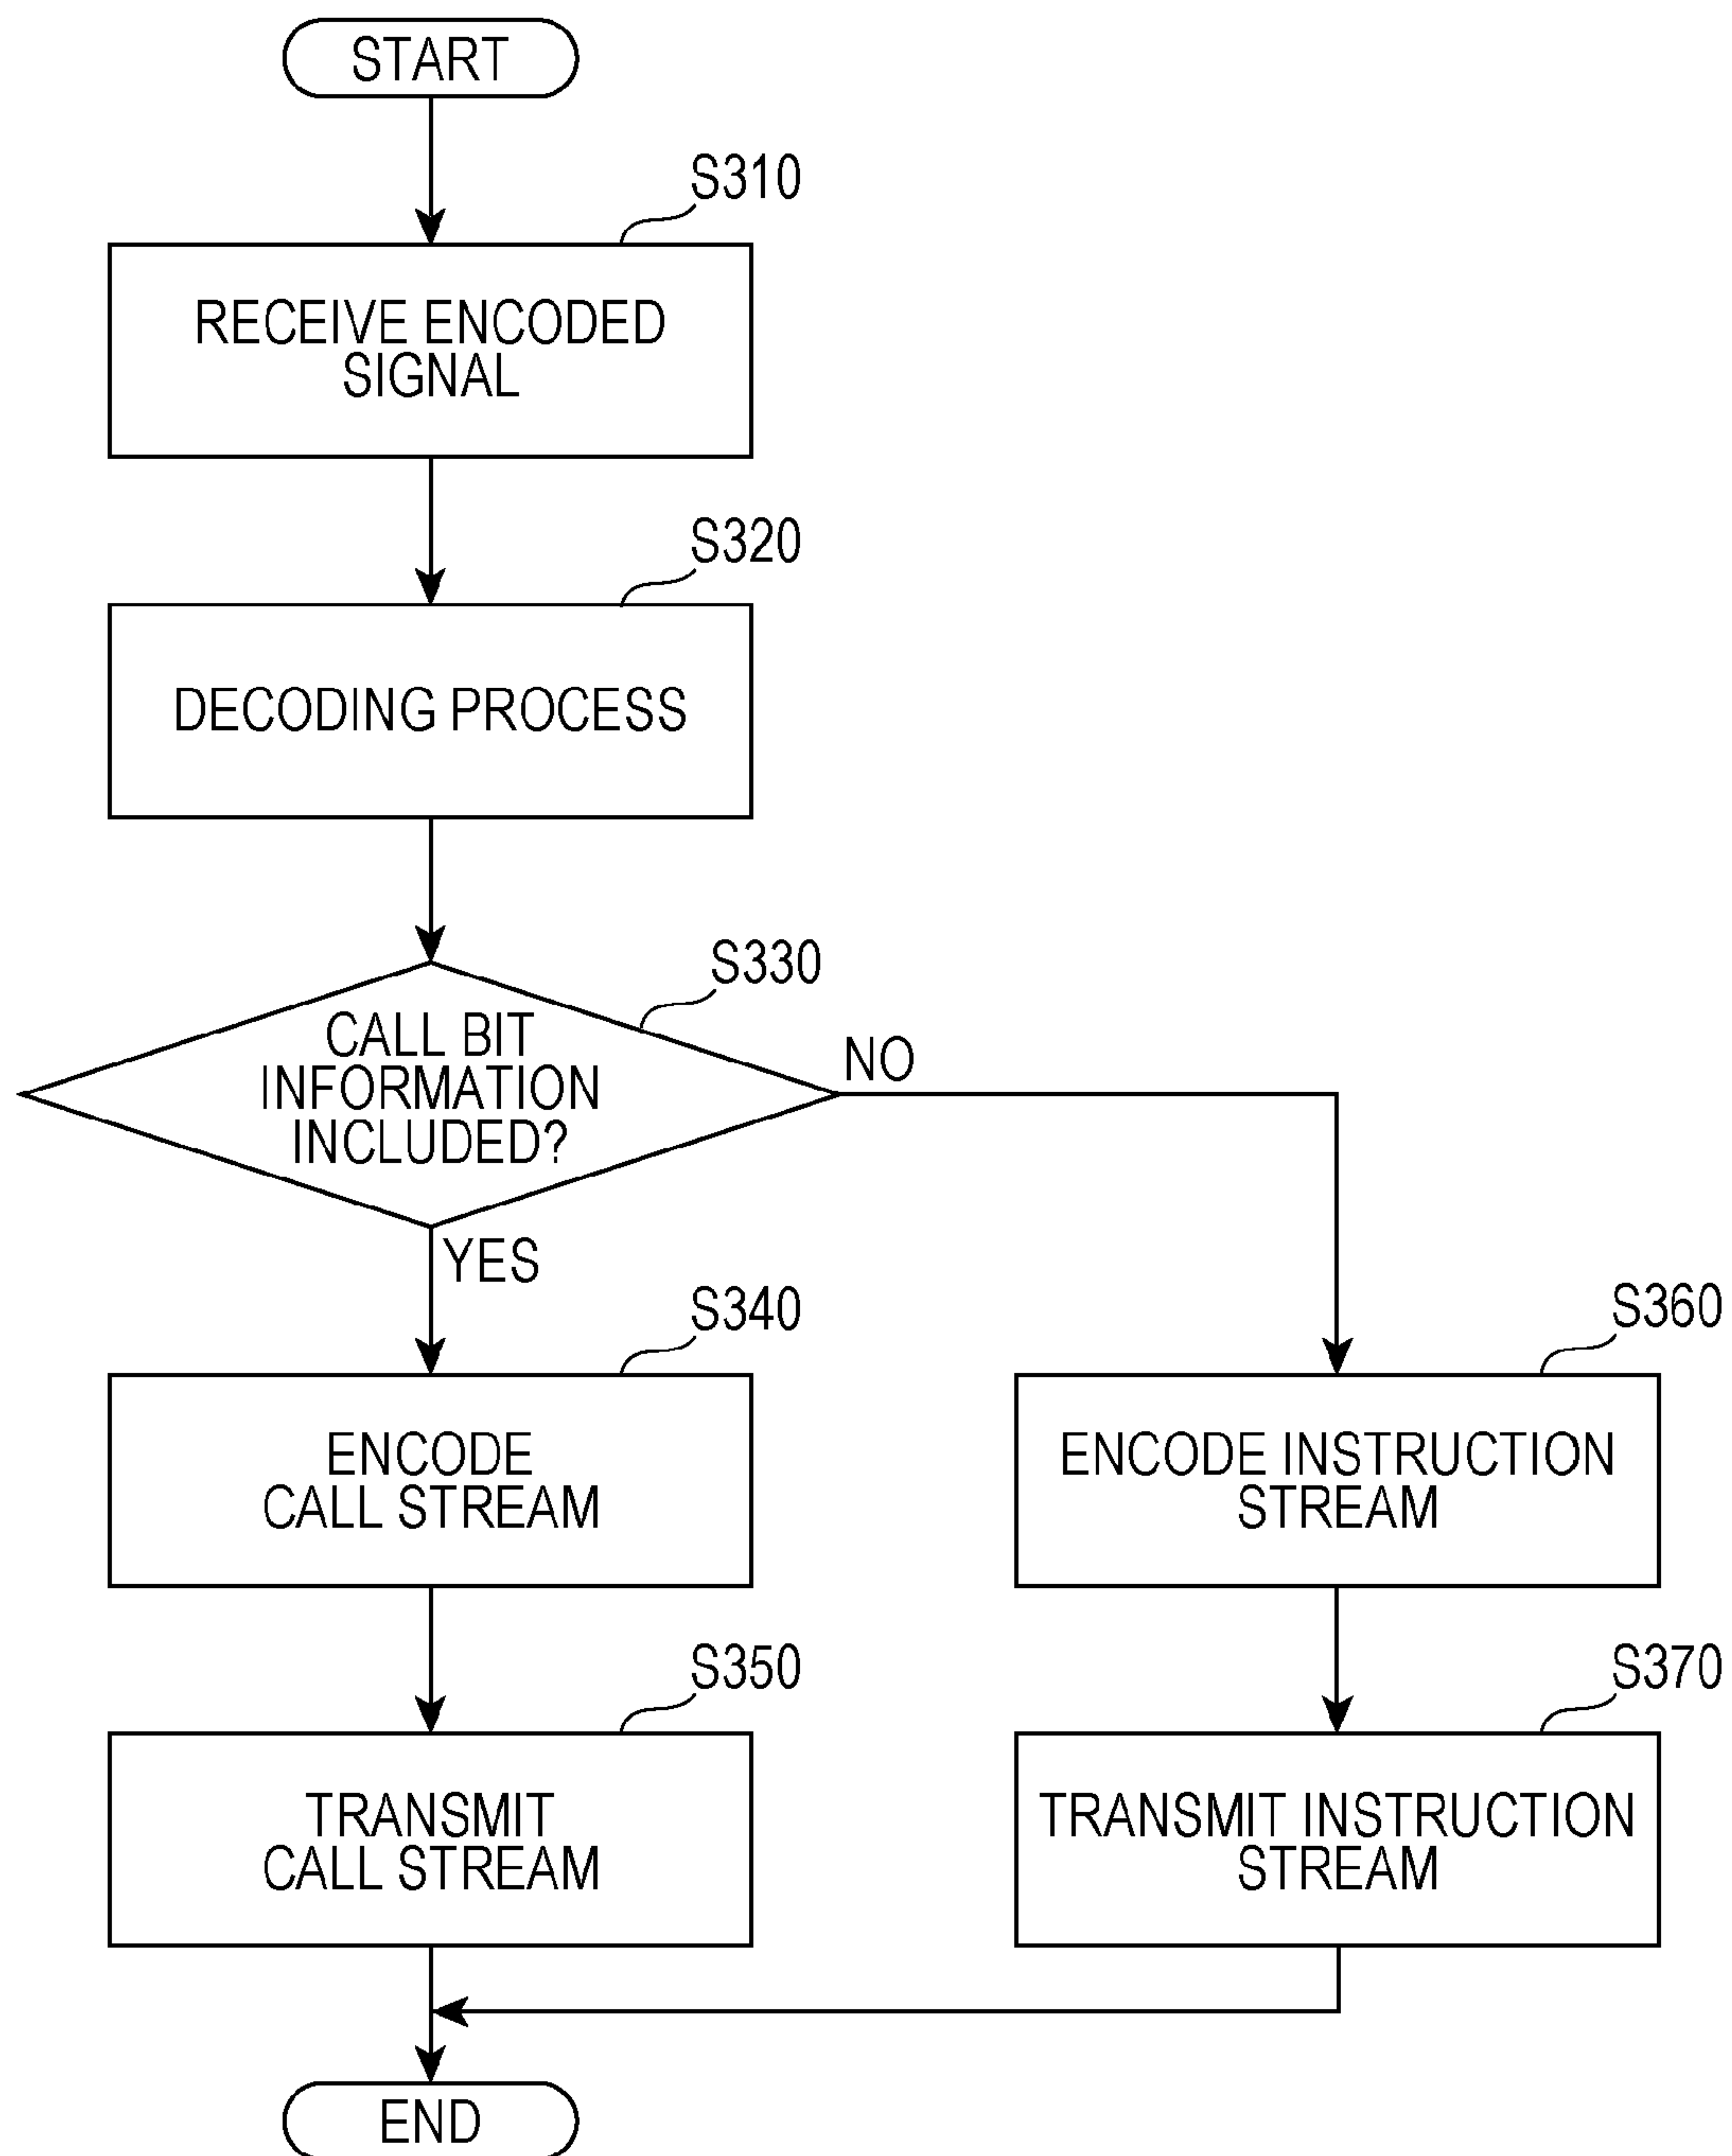 START
S310
RECEIVE ENCODED
SIGNAL
S320
DECODING PROCESS
S330
CALL BIT
INFORMATION
INCLUDED?
NO
YES
S340
ENCODE
CALL STREAM
S360
ENCODE INSTRUCTION
STREAM
S350
TRANSMIT
CALL STREAM
S370
TRANSMIT INSTRUCTION
STREAM
END